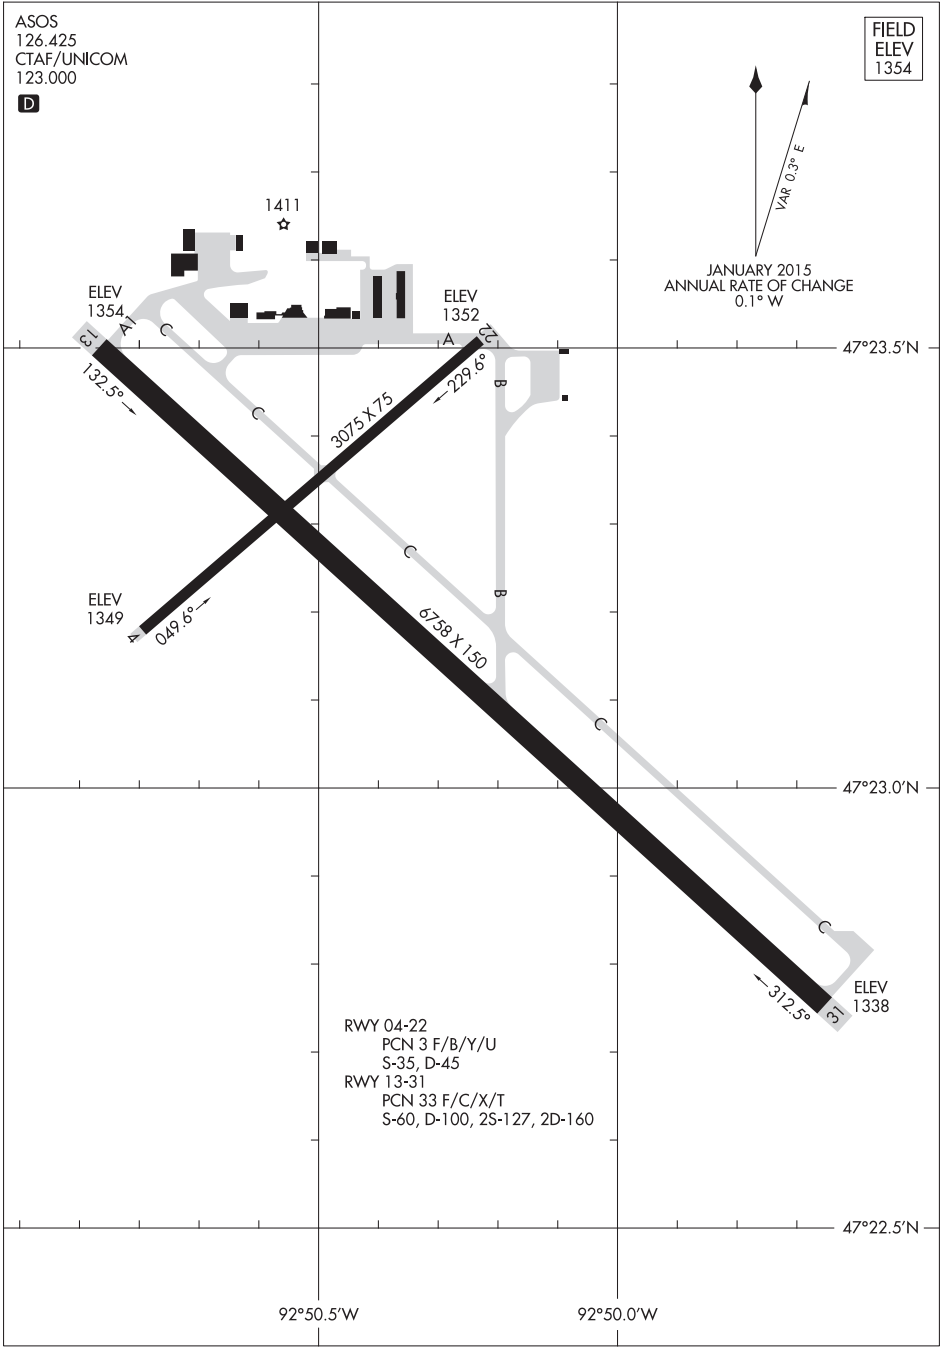 ASOS
126.425
CTAF/UNICOM
123.000
D
FIELD
ELEV
1354
VAR 0.3° E
JANUARY 2015
ANNUAL RATE OF CHANGE
0.1° W
1411
ELEV
1354
13
A1
C
132.5°
ELEV
1352
A
22
229.6°
47°23.5'N
B
C
3075 X 75
C
B
ELEV
1349
4
049.6°
6758 X 150
C
47°23.0'N
C
312.5°
31
ELEV
1338
RWY 04-22
PCN 3 F/B/Y/U
S-35, D-45
RWY 13-31
PCN 33 F/C/X/T
S-60, D-100, 2S-127, 2D-160
47°22.5'N
92°50.5'W
92°50.0'W